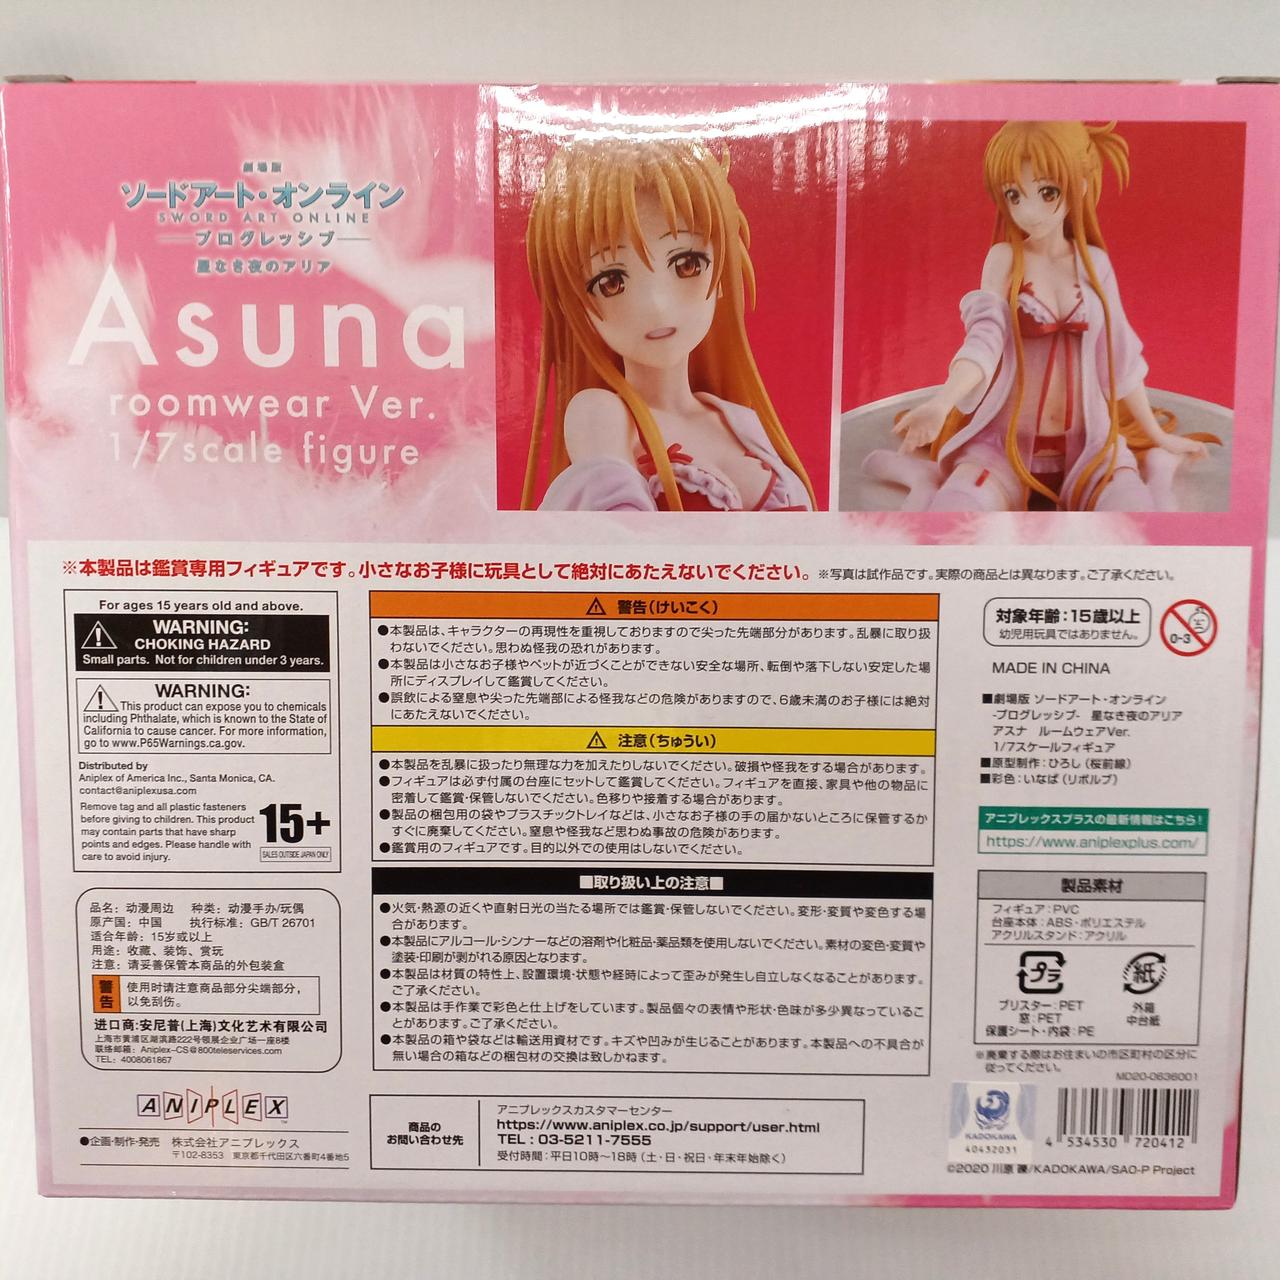 劇場版
ソードアート・オンライン
SWORD ART ONLINE
プログレッシブ
星なき夜のアリア
Asuna
roomwear Ver.
1/7scale figure
※本製品は鑑賞専用フィギュアです。小さなお子様に玩具として絶対にあたえないでください。 ※写真は試作品です。実際の商品とは異なります。ご了承ください。
For ages 15 years old and above.
WARNING:
CHOKING HAZARD
Small parts. Not for children under 3 years.
WARNING:
This product can expose you to chemicals
including Phthalate, which is known to the State of
California to cause cancer. For more information,
go to www.P65Warnings.ca.gov.
Distributed by
Aniplex of America Inc., Santa Monica, CA.
contact@aniplexusa.com
Remove tag and all plastic fasteners
before giving to children. This product
may contain parts that have sharp
points and edges. Please handle with
care to avoid injury.
15+
SALES OUTSIDE JAPAN ONLY
品名：动漫周边 种类：动漫手办/玩偶
原产国：中国 执行标准：GB/T 26701
适合年龄：15岁或以上
用途：收藏、装饰、赏玩
注意：请妥善保管本商品的外包装盒
警告
使用时请注意商品部分尖端部分，
以免刮伤。
进口商:安尼普(上海)文化艺术有限公司
上海市黄浦区湖滨路222号领展企业广场一座8楼
联络邮箱：Aniplex-CS@800teleservices.com
TEL：4008061867
ANIPLEX
●企画・制作・発売 株式会社アニプレックス
〒102-8353 東京都千代田区六番町4番地5
警告(けいこく)
●本製品は、キャラクターの再現性を重視しておりますので尖った先端部分があります。乱暴に取り扱
わないでください。思わぬ怪我の恐れがあります。
●本製品は小さなお子様やペットが近づくことができない安全な場所、転倒や落下しない安定した場
所にディスプレイして鑑賞してください。
●誤飲による窒息や尖った先端部による怪我などの危険がありますので、6歳未満のお子様には絶対
にあたえないでください。
注意(ちゅうい)
●本製品を乱暴に扱ったり無理な力を加えたりしないでください。破損や怪我をする場合があります。
●フィギュアは必ず付属の台座にセットして鑑賞してください。フィギュアを直接、家具や他の物品に
密着して鑑賞・保管しないでください。色移りや接着する場合があります。
●製品の梱包用の袋やプラスチックトレイなどは、小さなお子様の手の届かないところに保管するか
すぐに廃棄してください。窒息や怪我など思わぬ事故の危険があります。
●鑑賞用のフィギュアです。目的以外での使用はしないでください。
■取り扱い上の注意■
●火気・熱源の近くや直射日光の当たる場所では鑑賞・保管しないでください。変形・変質や変色する場
合があります。
●本製品にアルコール・シンナーなどの溶剤や化粧品・薬品類を使用しないでください。素材の変色・変質や
塗装・印刷が剥がれる原因となります。
●本製品は材質の特性上、設置環境・状態や経時によって歪みが発生し自立しなくなることがあります。
ご了承ください。
●本製品は手作業で彩色と仕上げをしています。製品個々の表情や形状・色味が多少異なっていること
があります。ご了承ください。
●本製品の箱や袋などは輸送用資材です。キズや凹みが生じることがあります。本製品への不具合が
無い場合の箱などの梱包材の交換は致しかねます。
商品の
お問い合わせ先
アニプレックスカスタマーセンター
https://www.aniplex.co.jp/support/user.html
TEL：03-5211-7555
受付時間：平日10時～18時（土・日・祝日・年末年始除く）
対象年齢：15歳以上
幼児用玩具ではありません。
0-3
MADE IN CHINA
■劇場版 ソードアート・オンライン
-プログレッシブ- 星なき夜のアリア
アスナ ルームウェアVer.
1/7スケールフィギュア
■原型制作：ひろし（桜前線）
■彩色：いなば（リボルブ）
アニプレックスプラスの最新情報はこちら！
https://www.aniplexplus.com/
製品素材
フィギュア：PVC
台座本体：ABS・ポリエステル
アクリルスタンド：アクリル
プラ
紙
ブリスター：PET
窓：PET
保護シート・内袋：PE
外箱
中台紙
※廃棄する際はお住まいの市区町村の区分に
従ってください。
MD20-0636001
KADOKAWA
40432031
4 534530 720412
©2020 川原 礫/KADOKAWA/SAO-P Project